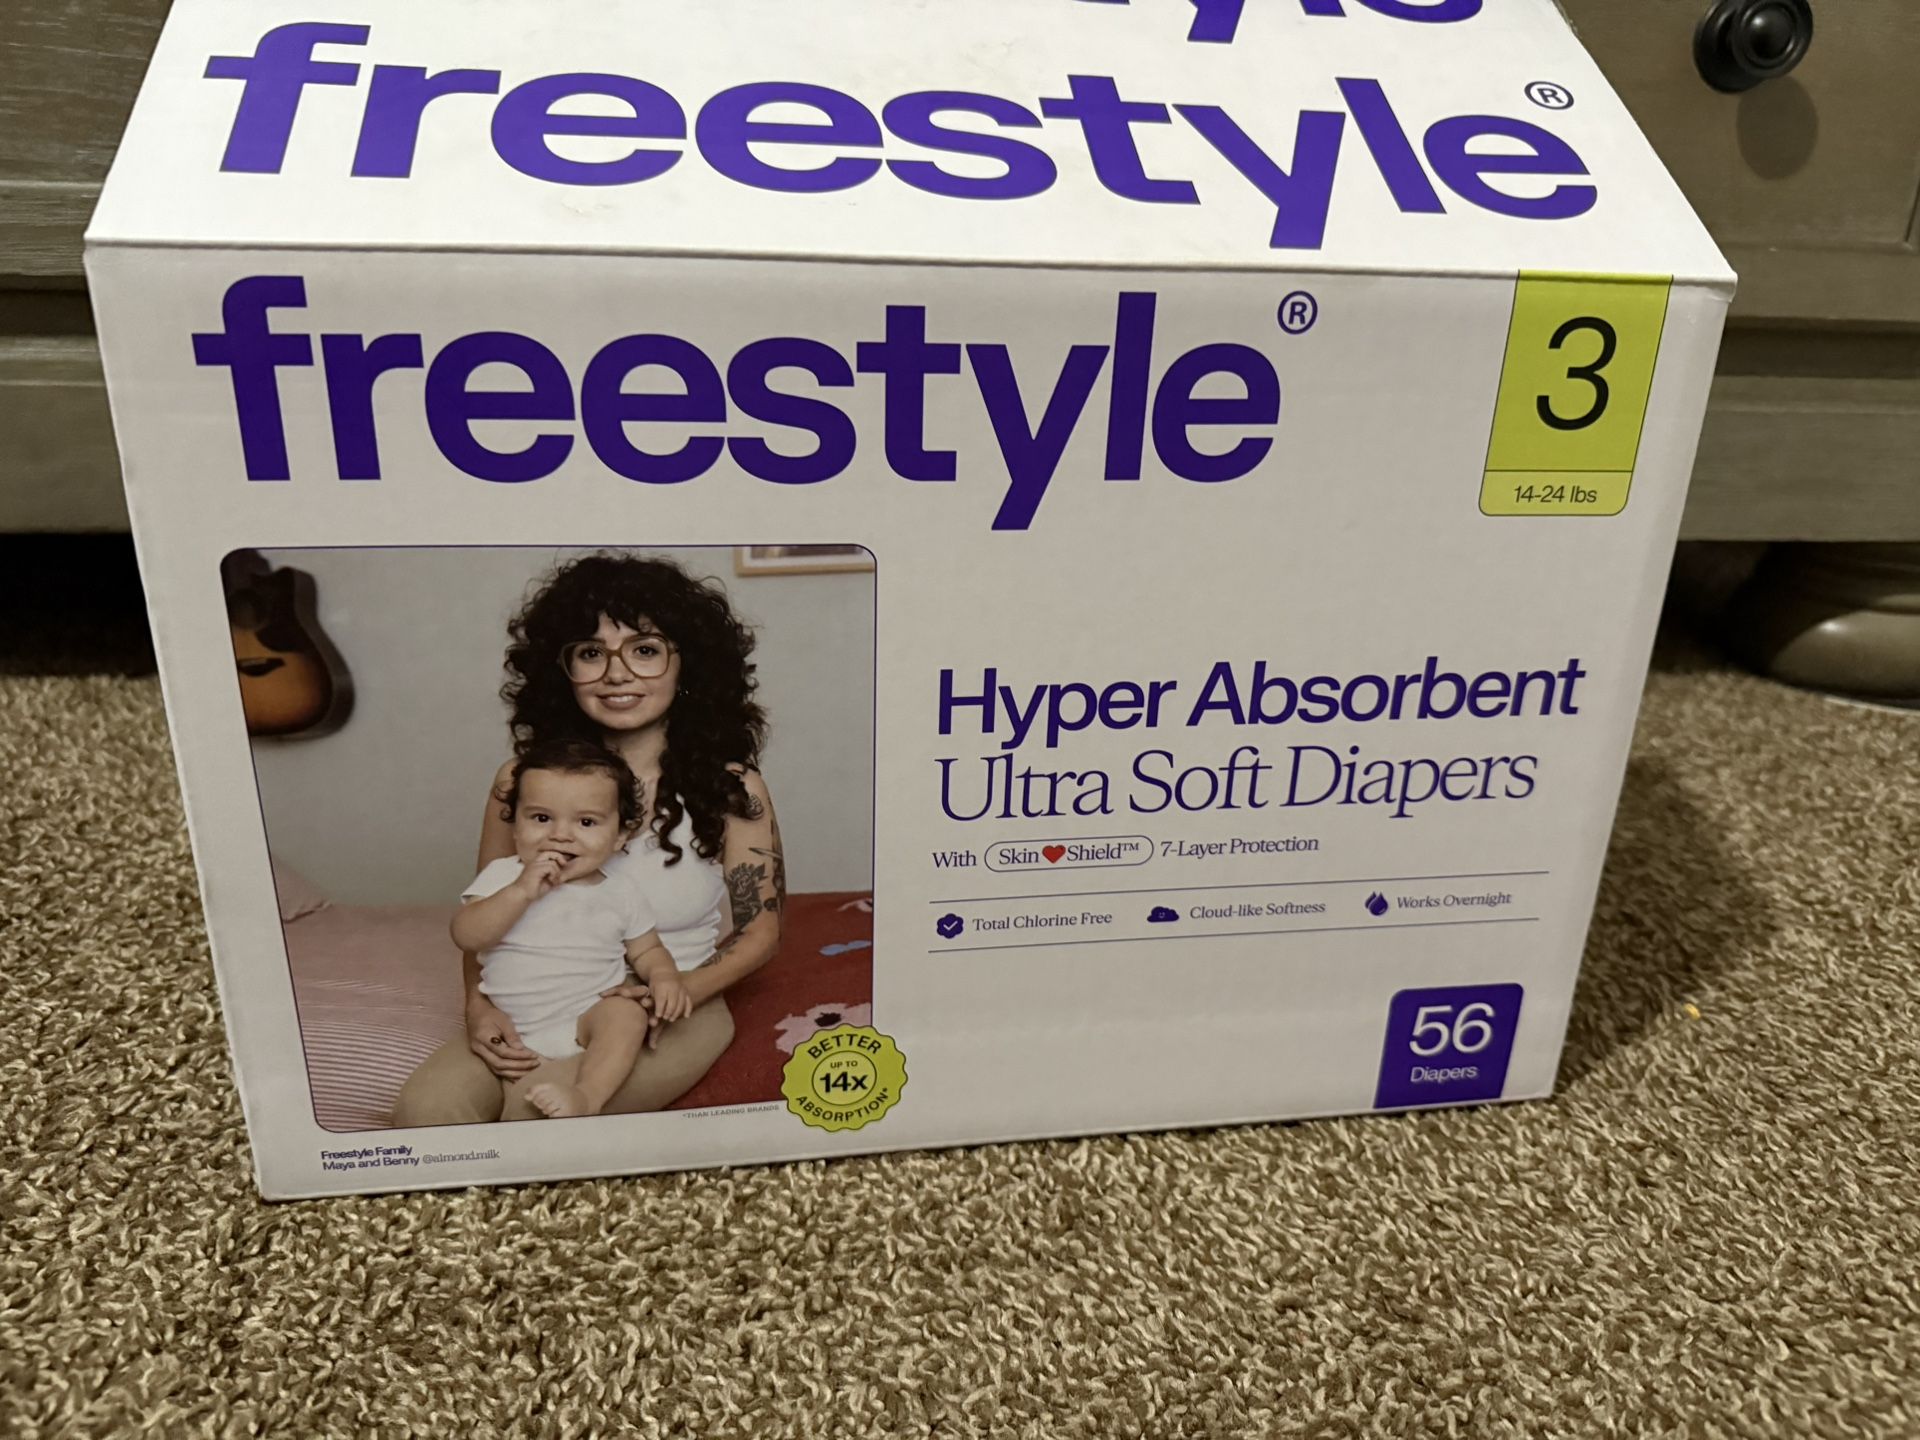 freestyle®
freestyle®
3
14-24 lbs
Hyper Absorbent
Ultra Soft Diapers
With Skin❤Shield™ 7-Layer Protection
Total Chlorine Free
Cloud-like Softness
Works Overnight
56
Diapers
BETTER
UP TO
14x
ABSORPTION*
*THAN LEADING BRANDS
Freestyle Family
Maya and Benny @almond.milk